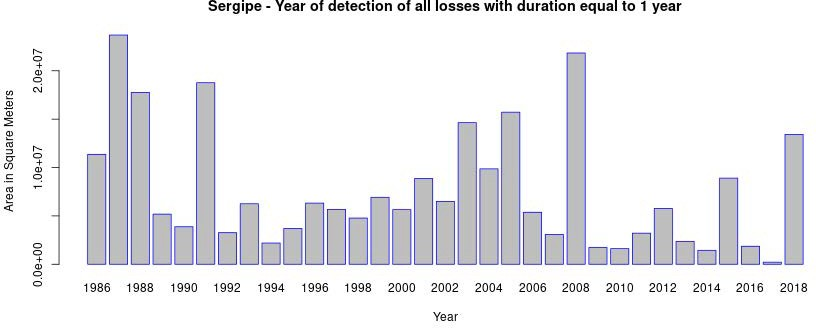 Sergipe - Year of detection of all losses with duration equal to 1 year
Area in Square Meters
2.0e+07
1.0e+07
0.0e+00
1986 1988 1990 1992 1994 1996 1998 2000 2002 2004 2006 2008 2010 2012 2014 2016 2018
Year